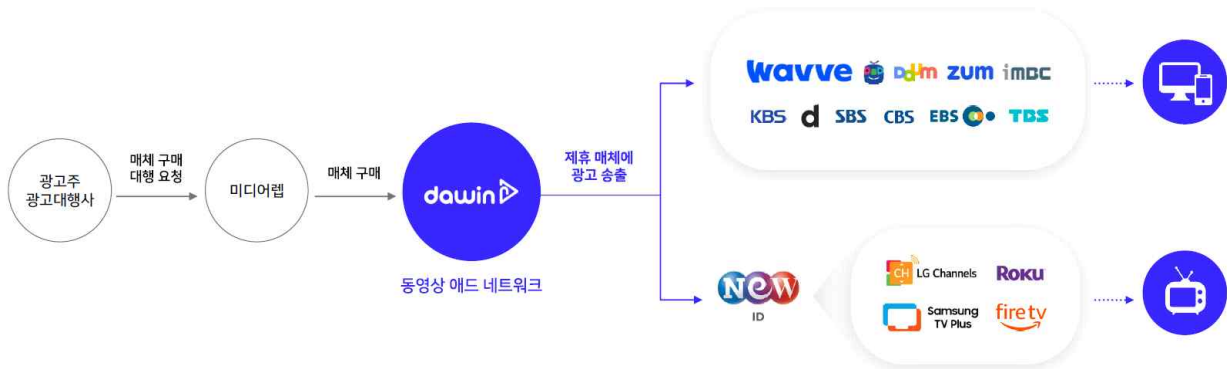 광고주
광고대행사
매체 구매
대행 요청
미디어렙
매체 구매
dawin
동영상 애드 네트워크
제휴 매체에
광고 송출
wavve Daum zum iMBC
KBS d SBS CBS EBS TBS
NEW
ID
CH LG Channels ROKU
Samsung
TV Plus
fire tv